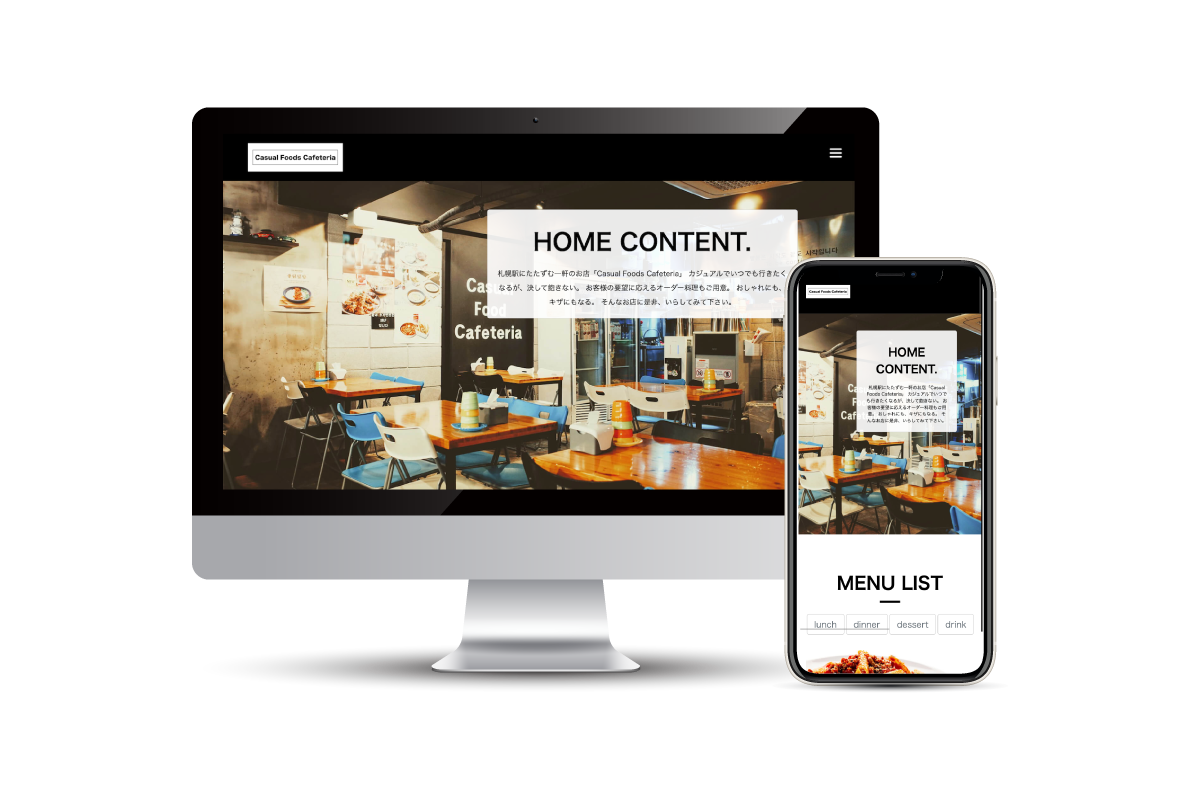 Casual Foods Cafeteria
HOME CONTENT.
札幌駅にたたずむ一軒のお店「Casual Foods Cafeteria」 カジュアルでいつでも行きたく
なるが、決して飽きない。 お客様の要望に応えるオーダー料理もご用意。 おしゃれにも、
キザにもなる。 そんなお店に是非、いらしてみて下さい。
Food
Cafeteria
Casual Foods Cafeteria
HOME
CONTENT.
札幌駅にたたずむ一軒のお店「Casual
Foods Cafeteria」 カジュアルでいつで
も行きたくなるが、決して飽きない。 お
客様の要望に応えるオーダー料理もご用
意。 おしゃれにも、キザにもなる。 そ
んなお店に是非、いらしてみて下さい。
MENU LIST
lunch
dinner
dessert
drink